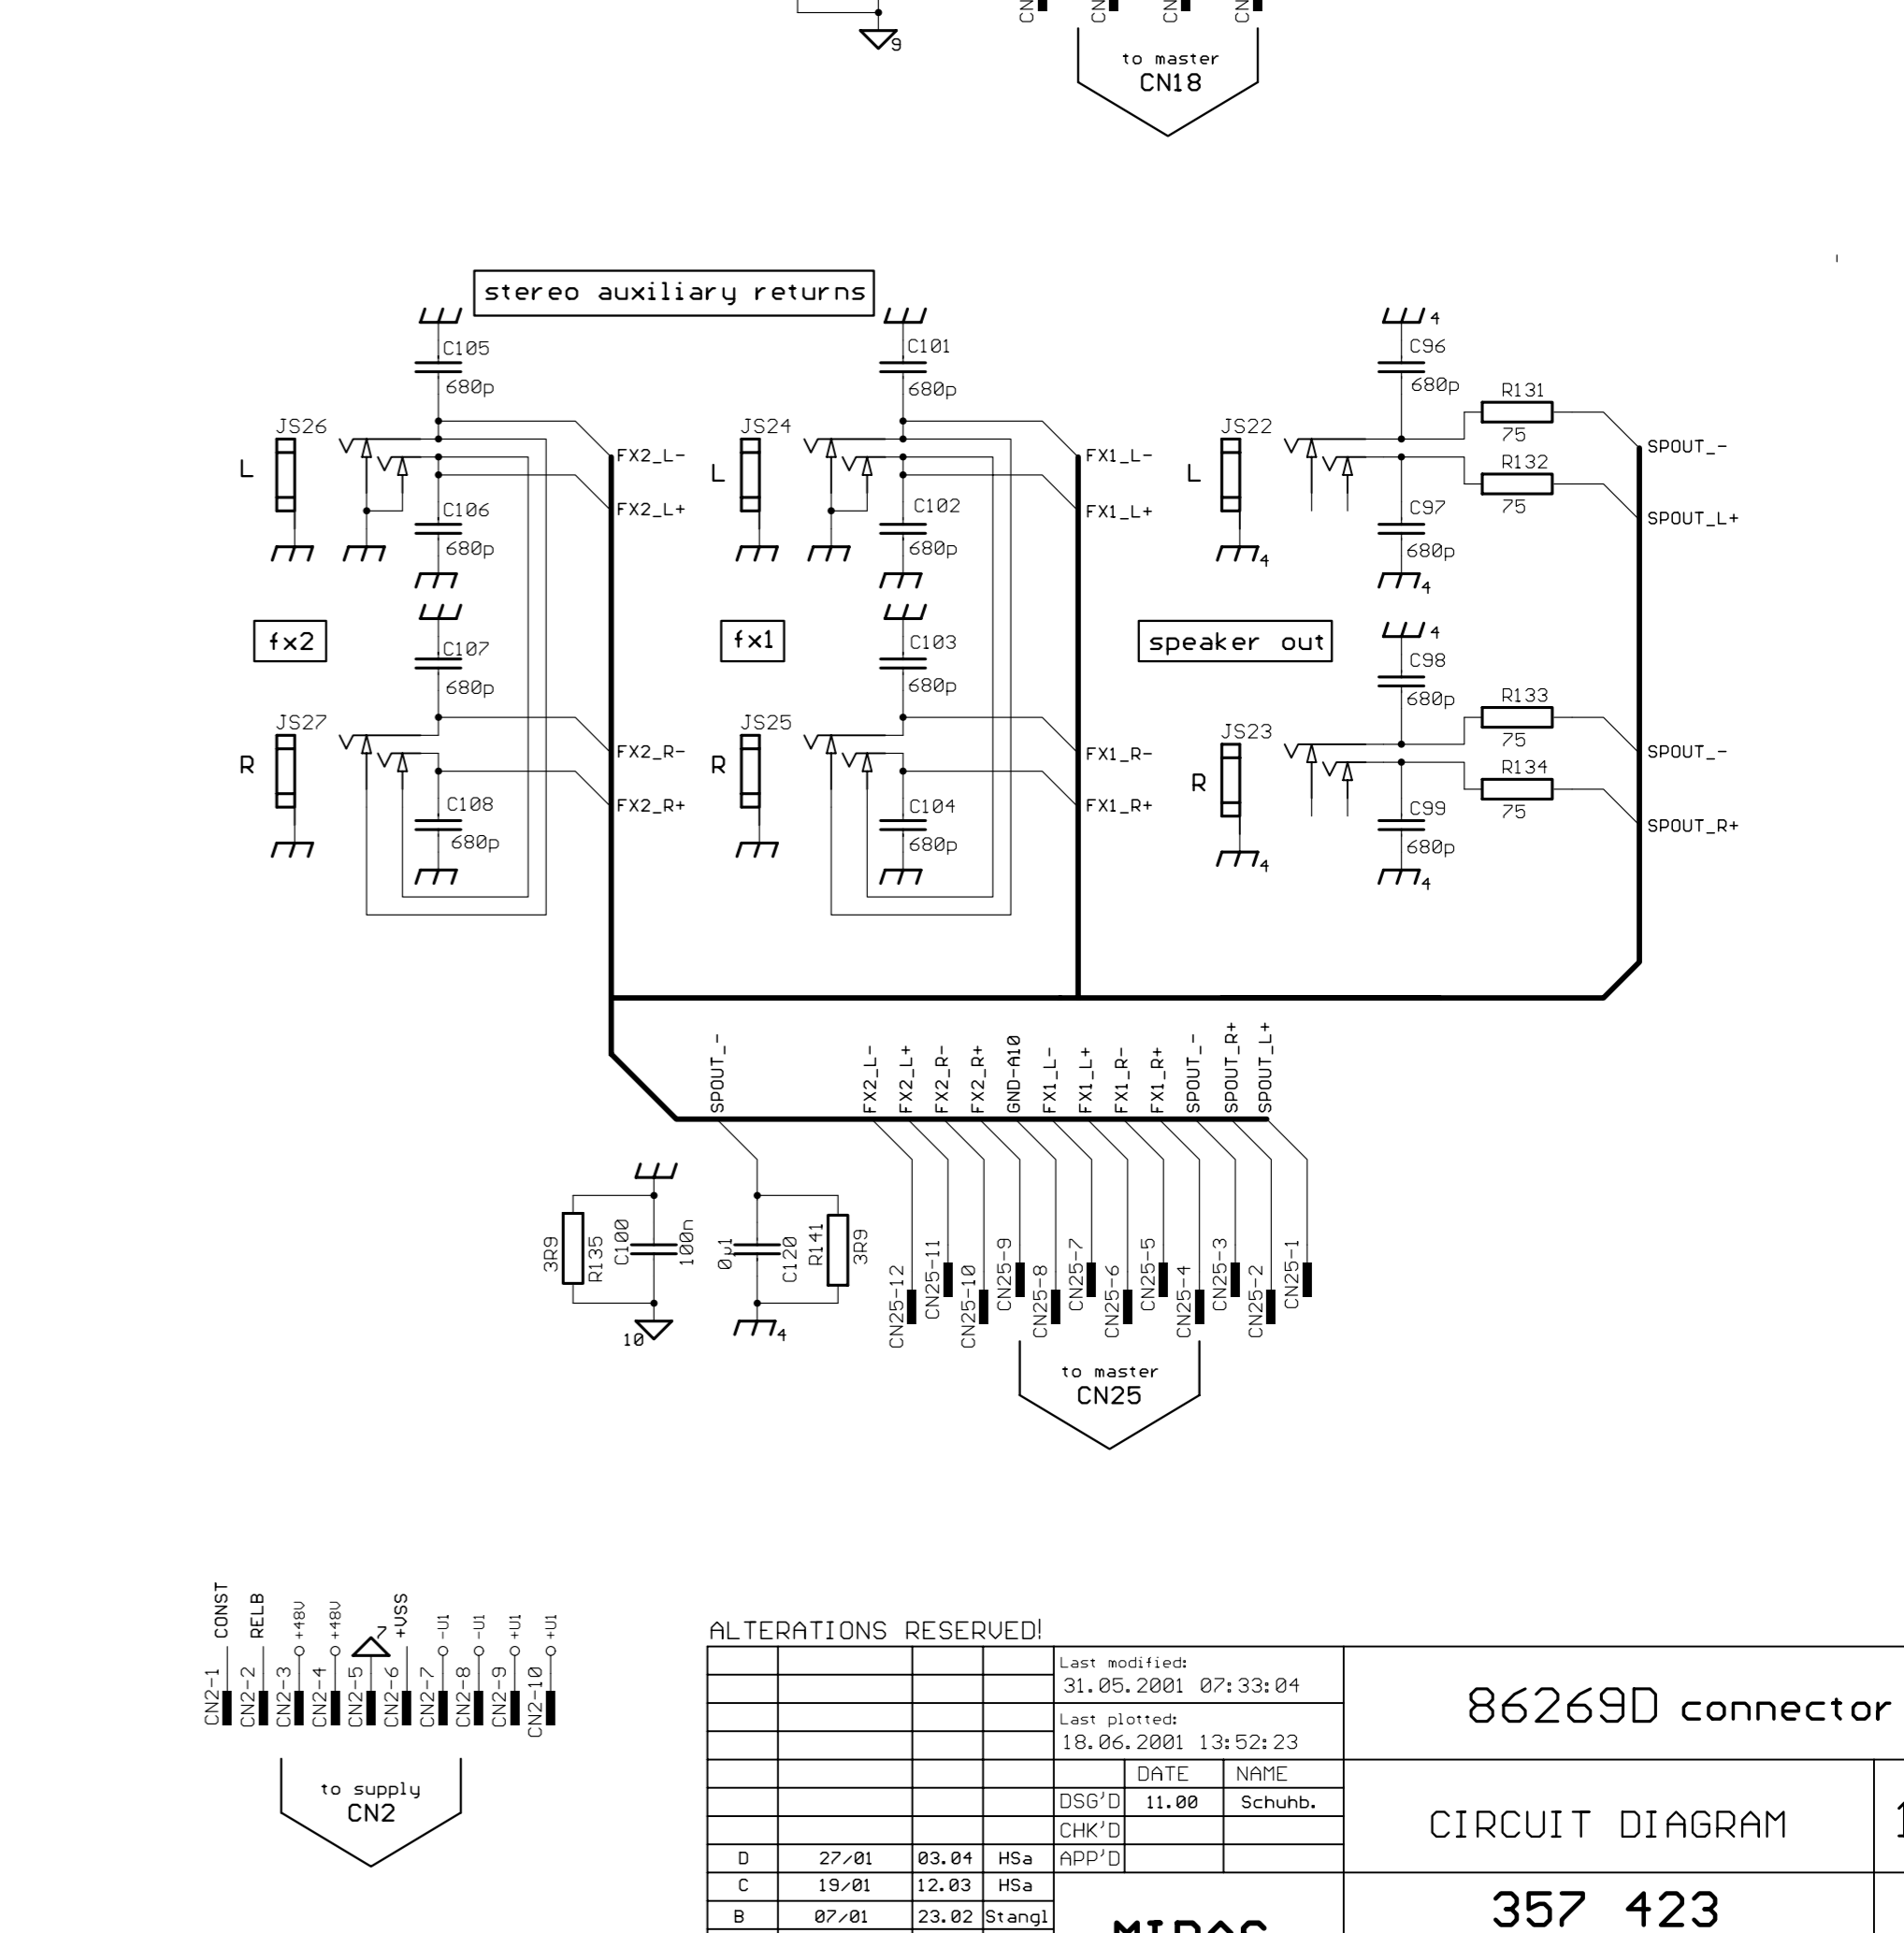 9
to master
CN18
stereo auxiliary returns
C105
680p
JS26
L
FX2_L-
FX2_L+
C106
680p
fx2
C107
680p
JS27
R
FX2_R-
FX2_R+
C108
680p
C101
680p
JS24
L
FX1_L-
FX1_L+
C102
680p
fx1
C103
680p
JS25
R
FX1_R-
FX1_R+
C104
680p
4
C96
680p
R131
75
JS22
L
SPOUT_-
R132
75
SPOUT_L+
C97
680p
4
4
speaker out
4
C98
680p
R133
75
JS23
R
SPOUT_-
R134
75
SPOUT_R+
C99
680p
4
4
SPOUT_-
FX2_L-
FX2_L+
FX2_R-
FX2_R+
GND-A10
FX1_L-
FX1_L+
FX1_R-
FX1_R+
SPOUT_-
SPOUT_R+
SPOUT_L+
3R9
R135
C100
100n
10
0µ1
C120
R141
3R9
4
CN25-12
CN25-11
CN25-10
CN25-9
CN25-8
CN25-7
CN25-6
CN25-5
CN25-4
CN25-3
CN25-2
CN25-1
to master
CN25
CONST
RELB
+48V
+48V
7
+VSS
-U1
-U1
+U1
+U1
CN2-1
CN2-2
CN2-3
CN2-4
CN2-5
CN2-6
CN2-7
CN2-8
CN2-9
CN2-10
to supply
CN2
ALTERATIONS RESERVED!
Last modified:
31.05.2001 07:33:04
Last plotted:
18.06.2001 13:52:23
DATE NAME
DSG'D 11.00 Schuhb.
CHK'D
APP'D
D 27/01 03.04 HSa
C 19/01 12.03 HSa
B 07/01 23.02 Stangl
86269D connector
CIRCUIT DIAGRAM
357 423